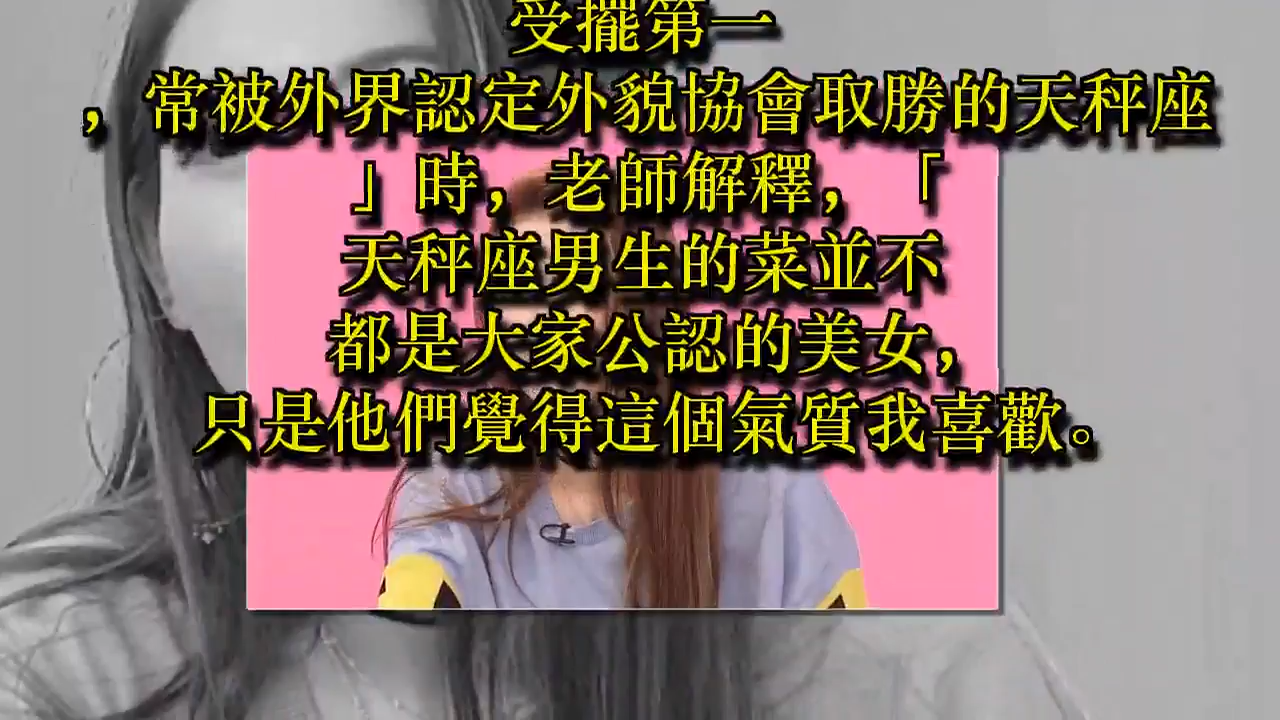 受擺第一
，常被外界認定外貌協會取勝的天秤座
」時，老師解釋，「
天秤座男生的菜並不
都是大家公認的美女，
只是他們覺得這個氣質我喜歡。